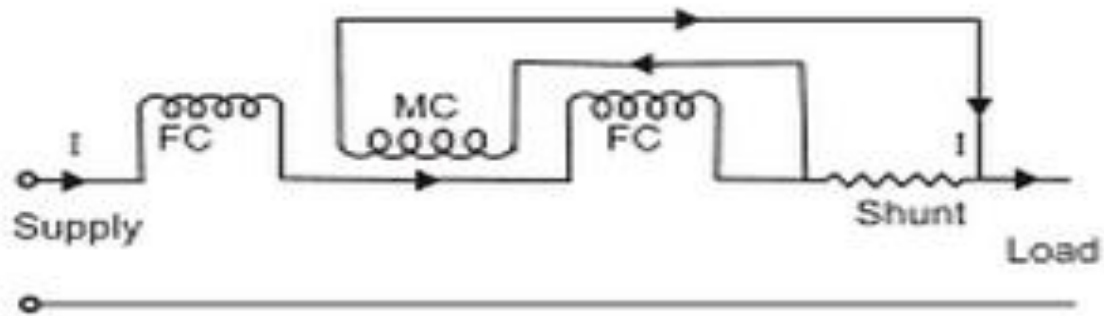 MC
I FC FC I
Shunt
Supply
Load